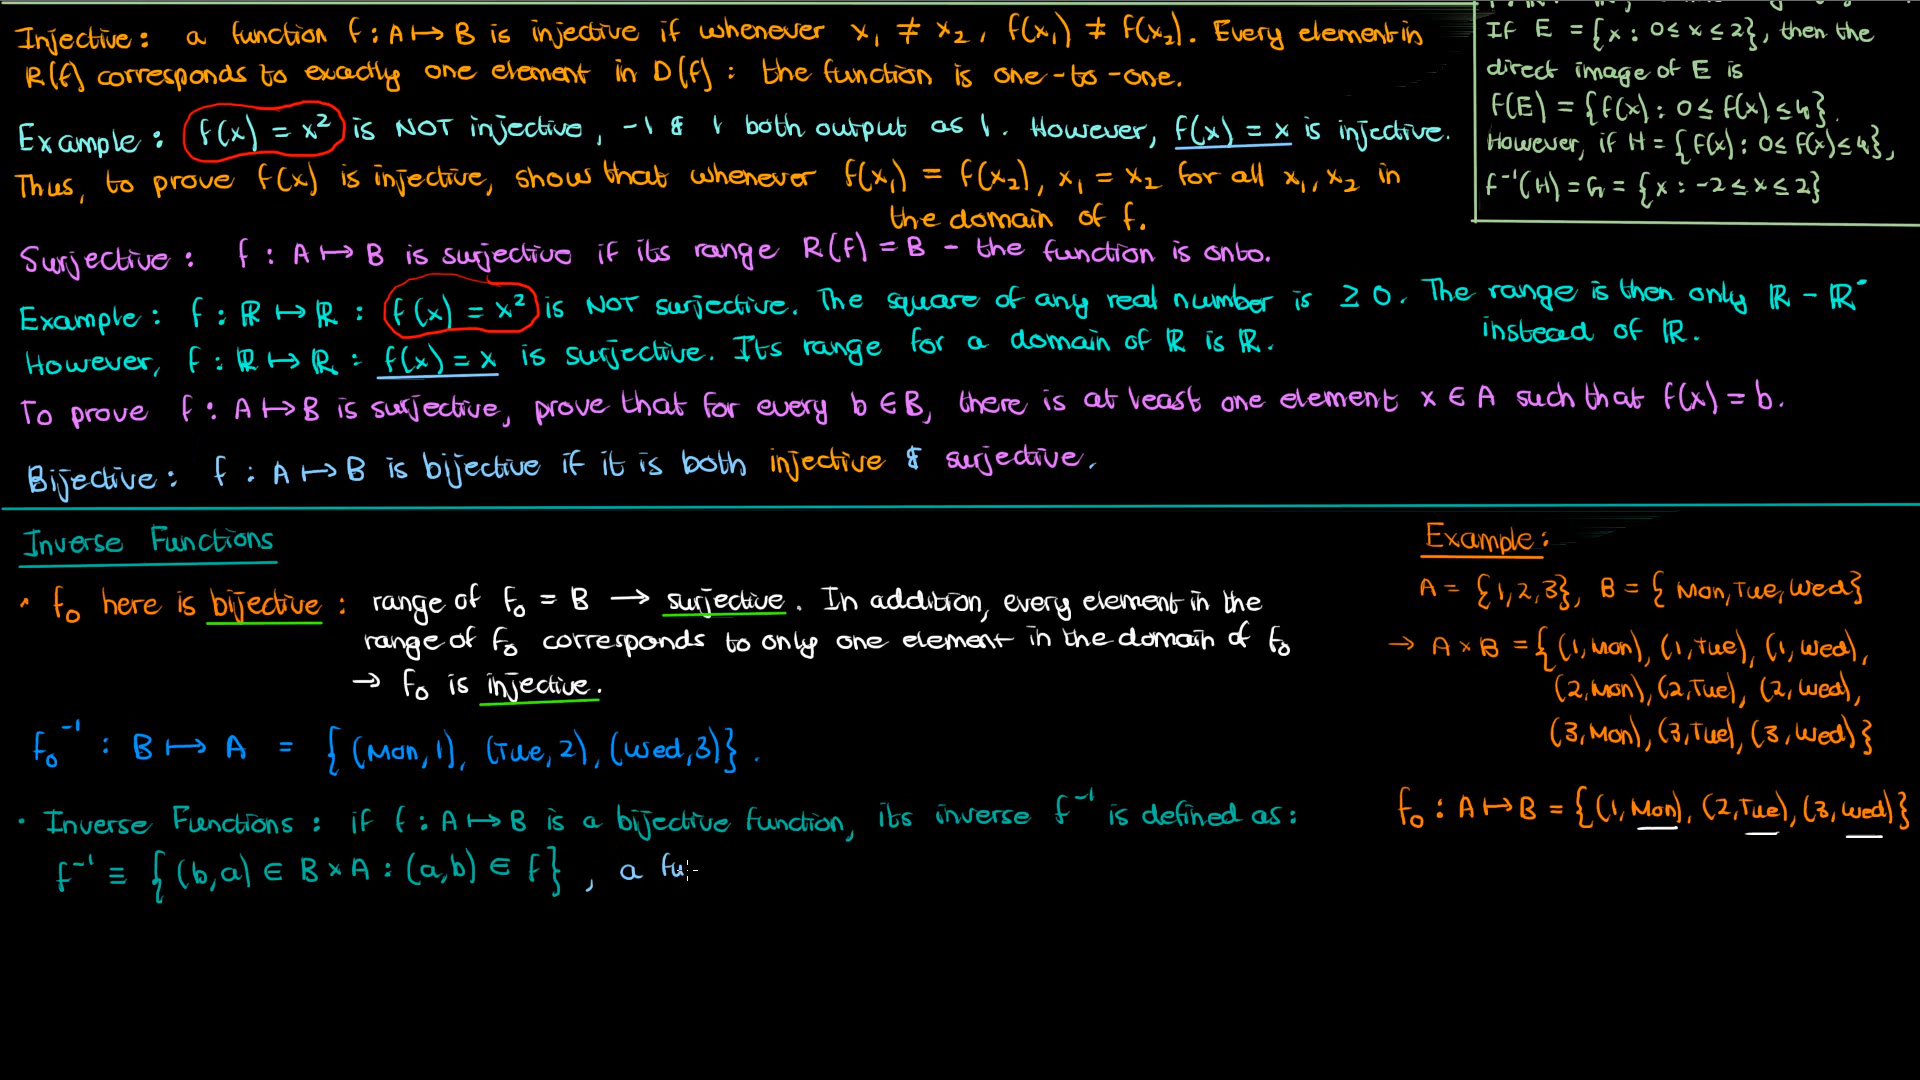 Injective : a function f : A ↦ B is injective if whenever x₁ ≠ x₂, f(x₁) ≠ f(x₂). Every element in
R(f) corresponds to exactly one element in D(f) : the function is one-to-one.
Example : f(x) = x² is NOT injective, -1 & 1 both output as 1. However, f(x) = x is injective.
Thus, to prove f(x) is injective, show that whenever f(x₁) = f(x₂), x₁ = x₂ for all x₁, x₂ in
the domain of f.
If E = {x : 0 ≤ x ≤ 2}, then the
direct image of E is
f(E) = {f(x) : 0 ≤ f(x) ≤ 4}.
However, if H = {f(x) : 0 ≤ f(x) ≤ 4},
f⁻¹(H) = G = {x : -2 ≤ x ≤ 2}
Surjective : f : A ↦ B is surjective if its range R(f) = B - the function is onto.
Example : f : ℝ ↦ ℝ : f(x) = x² is NOT surjective. The square of any real number is ≥ 0. The range is then only ℝ - ℝ⁻
instead of ℝ.
However, f : ℝ ↦ ℝ : f(x) = x is surjective. Its range for a domain of ℝ is ℝ.
To prove f : A ↦ B is surjective, prove that for every b ∈ B, there is at least one element x ∈ A such that f(x) = b.
Bijective : f : A ↦ B is bijective if it is both injective & surjective.
Inverse Functions
• f₀ here is bijective : range of f₀ = B → surjective. In addition, every element in the
range of f₀ corresponds to only one element in the domain of f₀
→ f₀ is injective.
f₀⁻¹ : B ↦ A = {(Mon,1), (Tue,2), (Wed,3)}.
• Inverse Functions : if f : A ↦ B is a bijective function, its inverse f⁻¹ is defined as :
f⁻¹ ≡ {(b,a) ∈ B × A : (a,b) ∈ f}, a fu
Example :
A = {1,2,3}, B = {Mon,Tue,Wed}
→ A × B = {(1,Mon), (1,Tue), (1,Wed),
(2,Mon), (2,Tue), (2,Wed),
(3,Mon), (3,Tue), (3,Wed)}
f₀ : A ↦ B = {(1,Mon), (2,Tue), (3,Wed)}